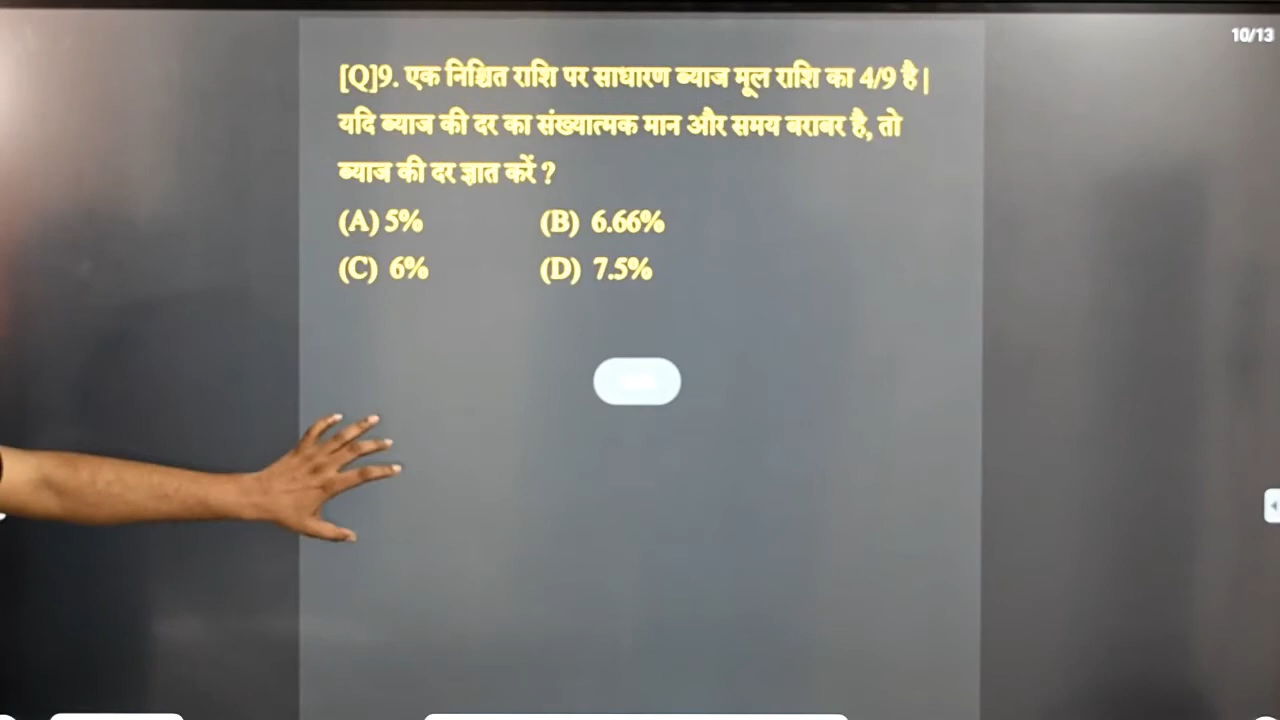 10/13
[Q]9. एक निश्चित राशि पर साधारण ब्याज मूल राशि का 4/9 है|
यदि ब्याज की दर का संख्यात्मक मान और समय बराबर है, तो
ब्याज की दर ज्ञात करें ?
(A) 5% (B) 6.66%
(C) 6% (D) 7.5%